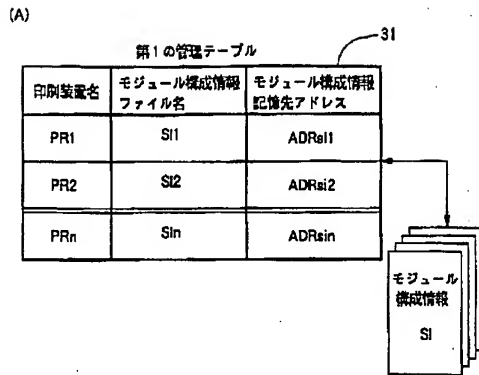 (A)
第1の管理テーブル
31
印刷装置名 モジュール構成情報ファイル名 モジュール構成情報記憶先アドレス
PR1 SI1 ADRsi1
PR2 SI2 ADRsi2
PRn SIn ADRsin
モジュール
構成情報
SI